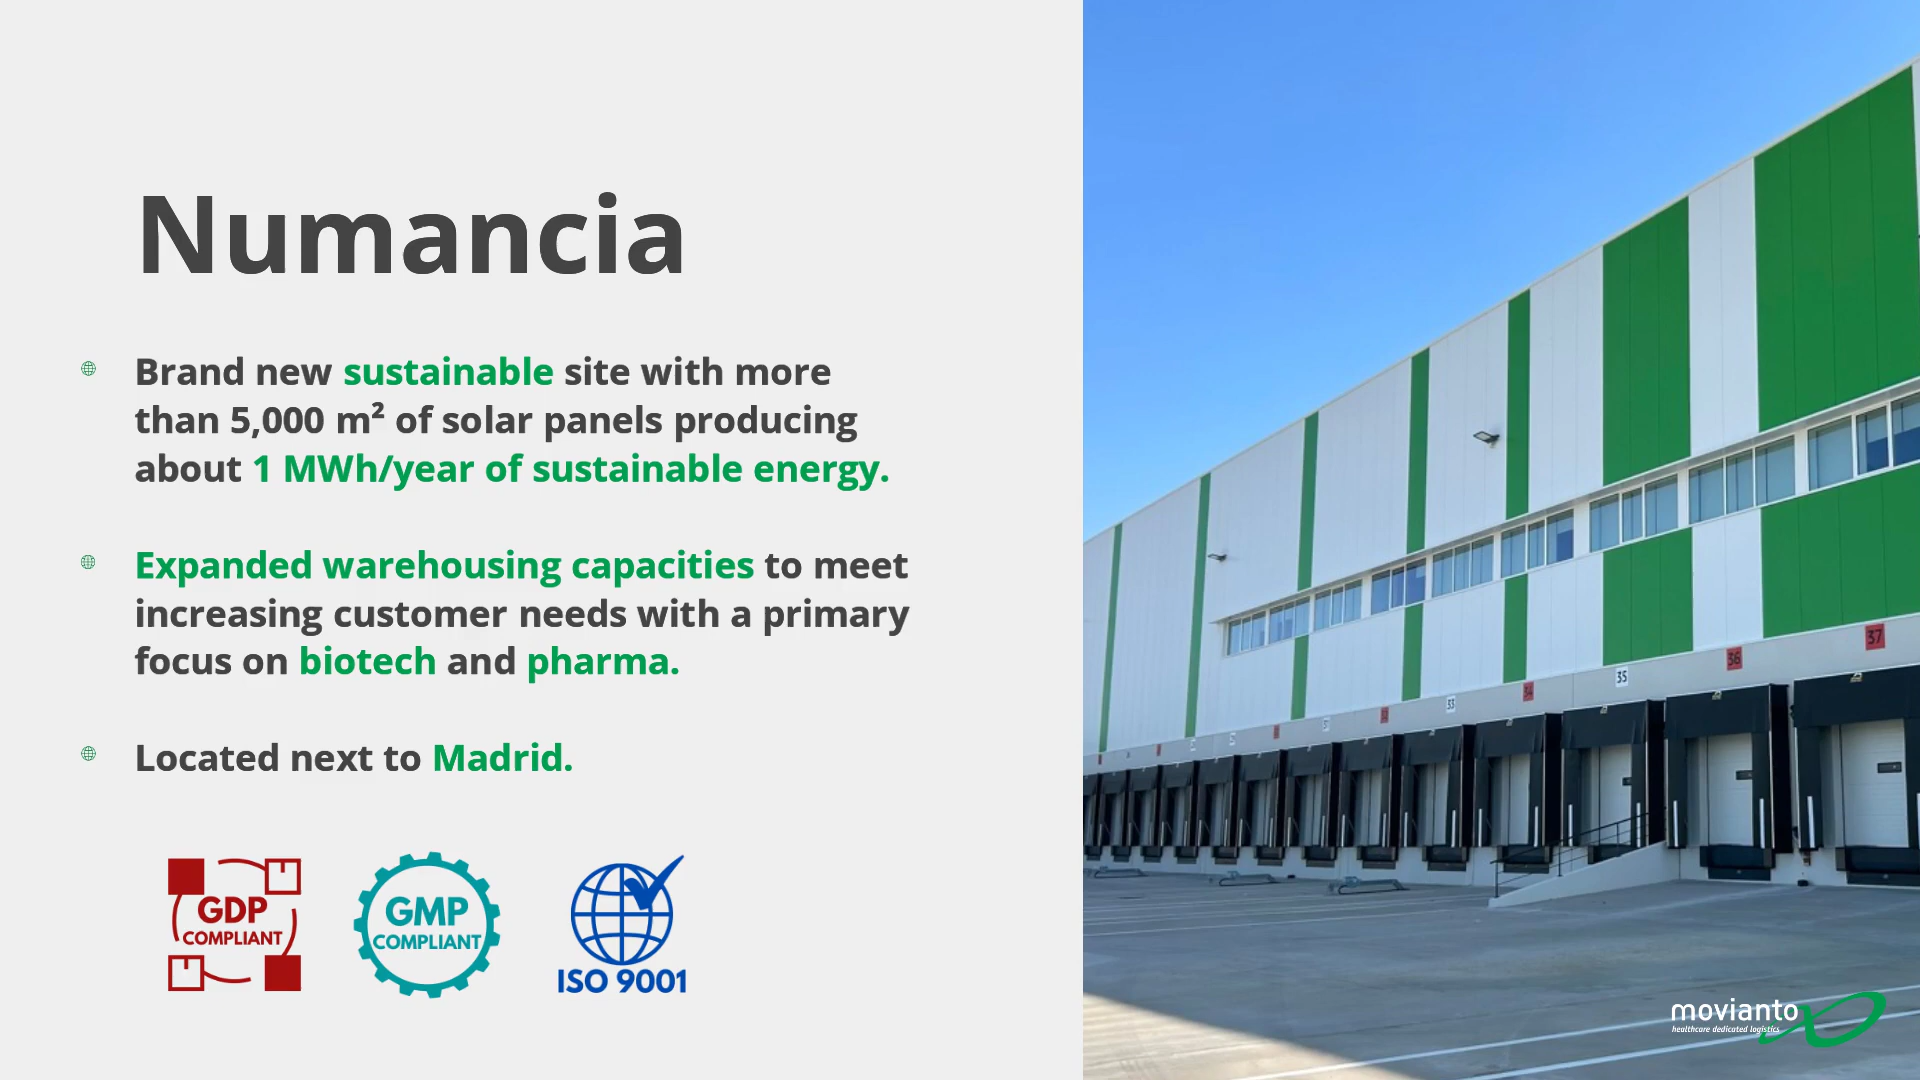 Numancia
Brand new sustainable site with more
than 5,000 m² of solar panels producing
about 1 MWh/year of sustainable energy.
Expanded warehousing capacities to meet
increasing customer needs with a primary
focus on biotech and pharma.
Located next to Madrid.
GDP
COMPLIANT
GMP
COMPLIANT
ISO 9001
37
36
35
34
33
movianto
healthcare dedicated logistics